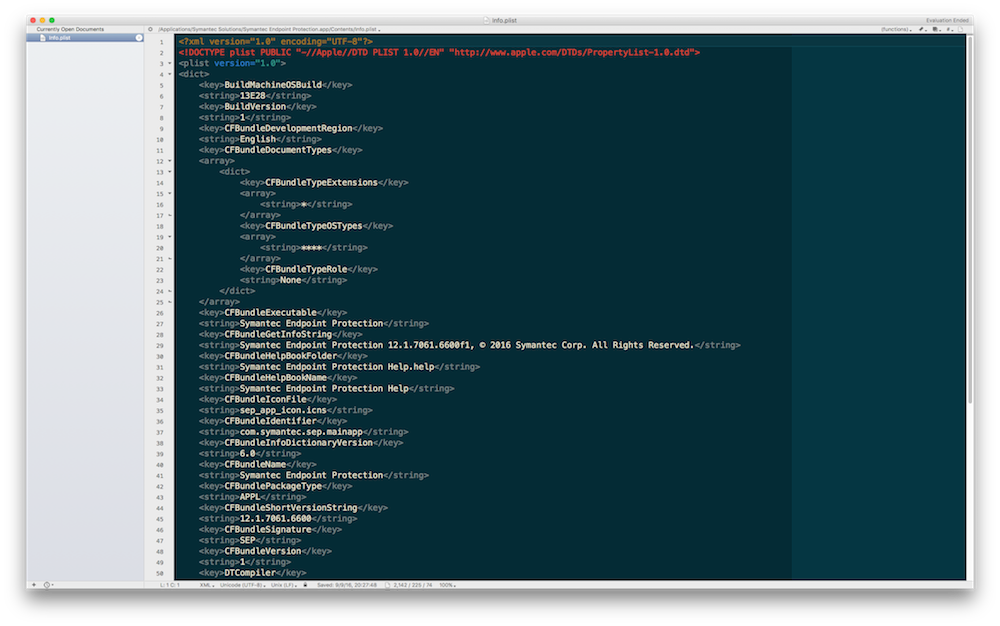 Info.plist
Evaluation Ended
Currently Open Documents
/Applications/Symantec Solutions/Symantec Endpoint Protection.app/Contents/Info.plist
(functions)
#
Info.plist
1 <?xml version="1.0" encoding="UTF-8"?>
2 <!DOCTYPE plist PUBLIC "-//Apple//DTD PLIST 1.0//EN" "http://www.apple.com/DTDs/PropertyList-1.0.dtd">
3 <plist version="1.0">
4 <dict>
5 <key>BuildMachineOSBuild</key>
6 <string>13E28</string>
7 <key>BuildVersion</key>
8 <string>1</string>
9 <key>CFBundleDevelopmentRegion</key>
10 <string>English</string>
11 <key>CFBundleDocumentTypes</key>
12 <array>
13 <dict>
14 <key>CFBundleTypeExtensions</key>
15 <array>
16 <string>*</string>
17 </array>
18 <key>CFBundleTypeOSTypes</key>
19 <array>
20 <string>****</string>
21 </array>
22 <key>CFBundleTypeRole</key>
23 <string>None</string>
24 </dict>
25 </array>
26 <key>CFBundleExecutable</key>
27 <string>Symantec Endpoint Protection</string>
28 <key>CFBundleGetInfoString</key>
29 <string>Symantec Endpoint Protection 12.1.7061.6600f1, © 2016 Symantec Corp. All Rights Reserved.</string>
30 <key>CFBundleHelpBookFolder</key>
31 <string>Symantec Endpoint Protection Help.help</string>
32 <key>CFBundleHelpBookName</key>
33 <string>Symantec Endpoint Protection Help</string>
34 <key>CFBundleIconFile</key>
35 <string>sep_app_icon.icns</string>
36 <key>CFBundleIdentifier</key>
37 <string>com.symantec.sep.mainapp</string>
38 <key>CFBundleInfoDictionaryVersion</key>
39 <string>6.0</string>
40 <key>CFBundleName</key>
41 <string>Symantec Endpoint Protection</string>
42 <key>CFBundlePackageType</key>
43 <string>APPL</string>
44 <key>CFBundleShortVersionString</key>
45 <string>12.1.7061.6600</string>
46 <key>CFBundleSignature</key>
47 <string>SEP</string>
48 <key>CFBundleVersion</key>
49 <string>1</string>
50 <key>DTCompiler</key>
L: 1 C: 1 XML Unicode (UTF-8) Unix (LF) Saved: 9/9/16, 20:27:48 2,142 / 225 / 74 100%